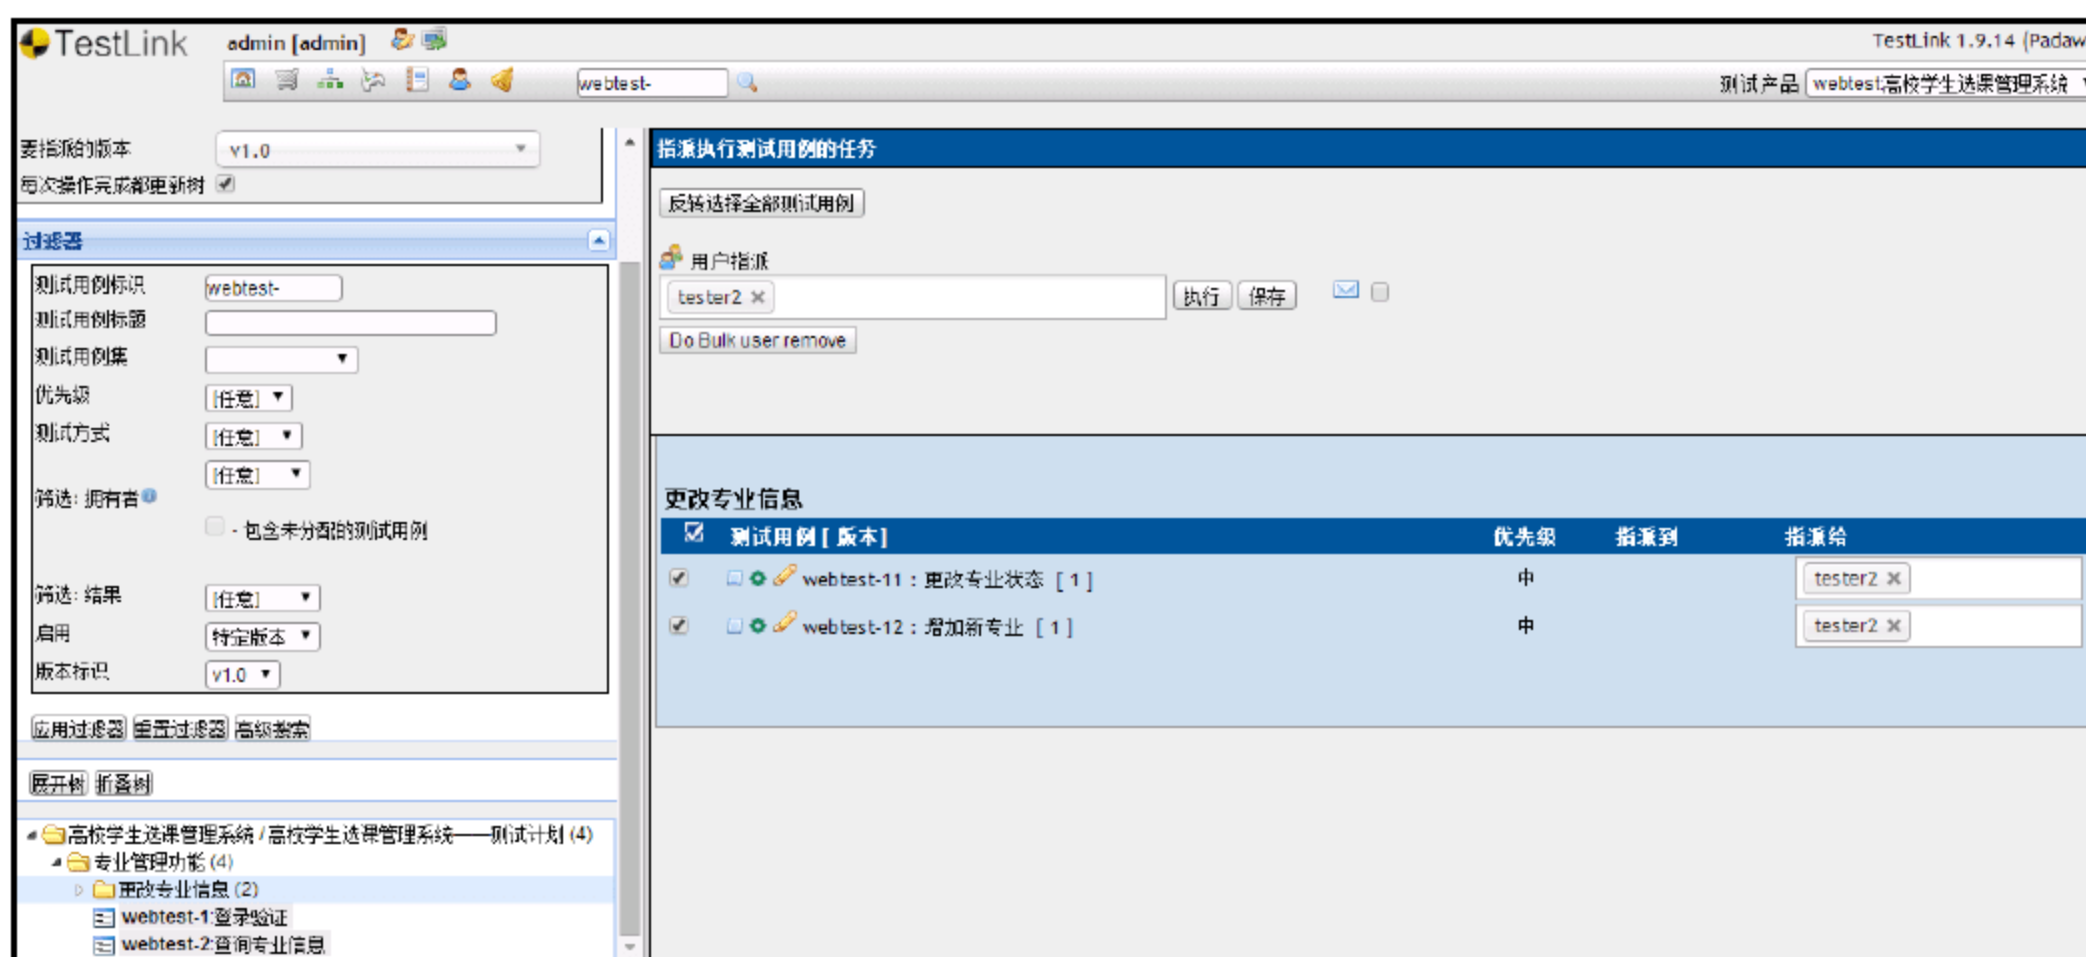 TestLink admin [admin] TestLink 1.9.14 (Padaw
webtest- 测试产品 webtest:高校学生选课管理系统
要指派的版本 v1.0
每次操作完成都更新树
过滤器
测试用例标识 webtest-
测试用例标题
测试用例集
优先级 [任意]
测试方式 [任意]
[任意]
筛选: 拥有者
- 包含未分配的测试用例
筛选: 结果 [任意]
启用 特定版本
版本标识 v1.0
应用过滤器 重置过滤器 高级搜索
展开树 折叠树
高校学生选课管理系统 / 高校学生选课管理系统——测试计划 (4)
专业管理功能 (4)
更改专业信息 (2)
webtest-1:登录验证
webtest-2:查询专业信息
指派执行测试用例的任务
反转选择全部测试用例
用户指派
tester2 × 执行 保存
Do Bulk user remove
更改专业信息
测试用例 [ 版本 ] 优先级 指派到 指派给
webtest-11 : 更改专业状态 [ 1 ] 中 tester2 ×
webtest-12 : 增加新专业 [ 1 ] 中 tester2 ×